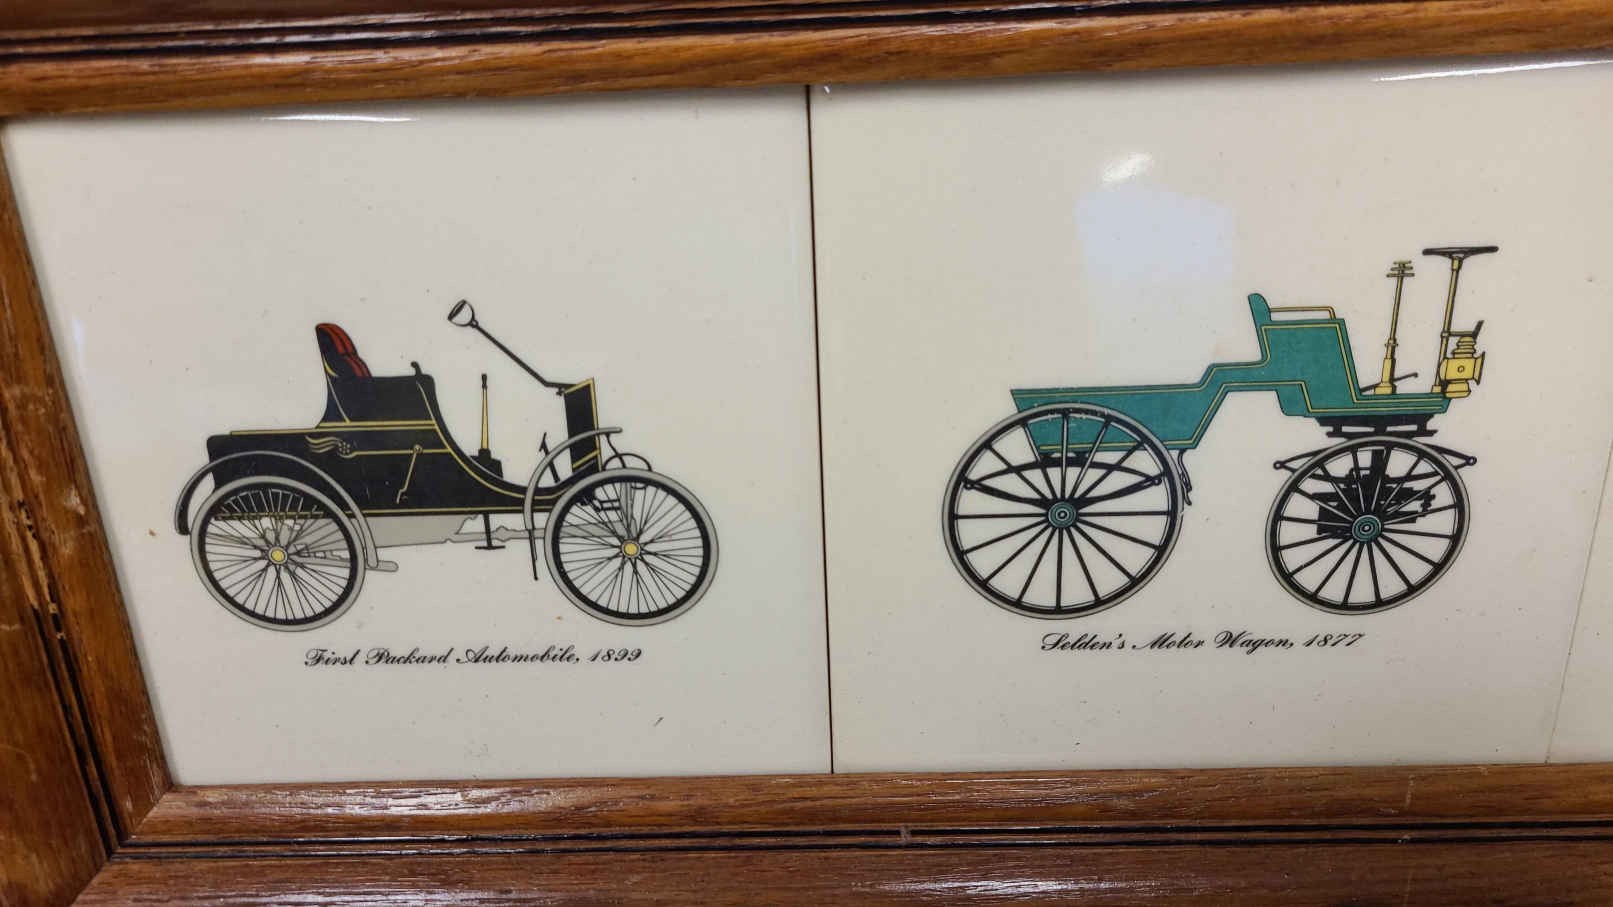 First Packard Automobile, 1899
Selden's Motor Wagon, 1877